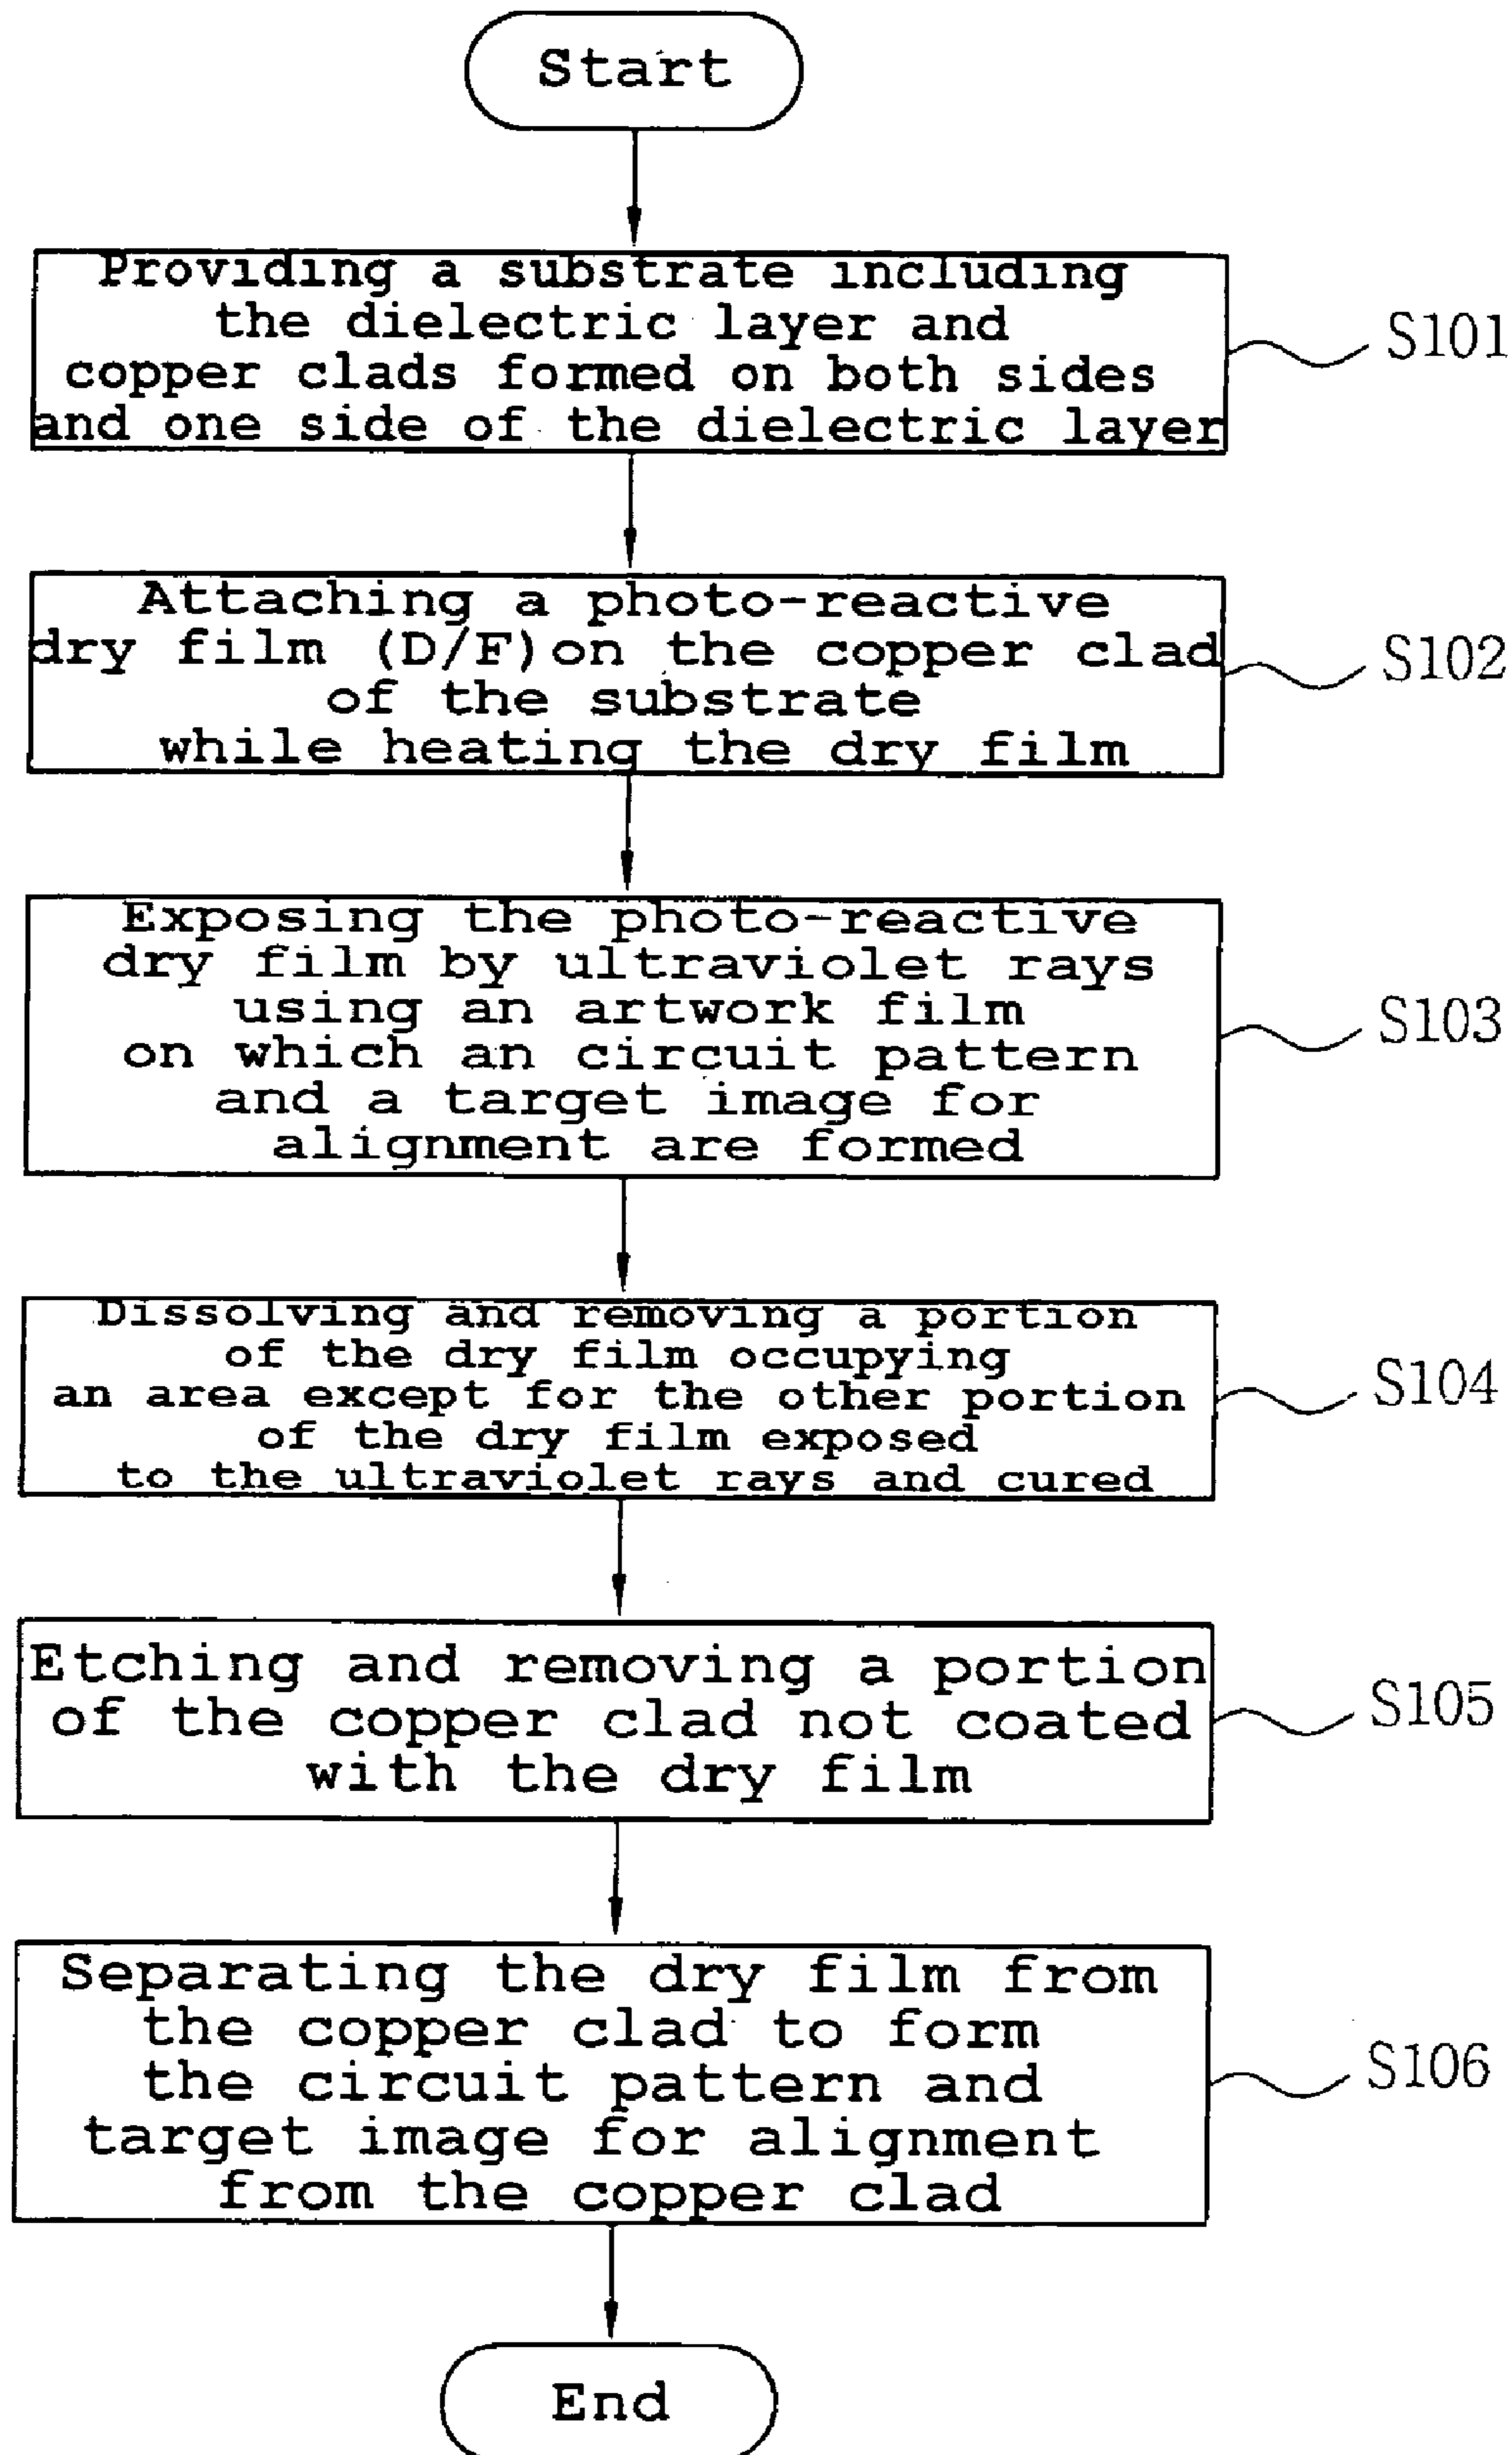 Start
Providing a substrate including
the dielectric layer and
copper clads formed on both sides
and one side of the dielectric layer
S101
Attaching a photo-reactive
dry film (D/F)on the copper clad
of the substrate
while heating the dry film
S102
Exposing the photo-reactive
dry film by ultraviolet rays
using an artwork film
on which an circuit pattern
and a target image for
alignment are formed
S103
Dissolving and removing a portion
of the dry film occupying
an area except for the other portion
of the dry film exposed
to the ultraviolet rays and cured
S104
Etching and removing a portion
of the copper clad not coated
with the dry film
S105
Separating the dry film from
the copper clad to form
the circuit pattern and
target image for alignment
from the copper clad
S106
End